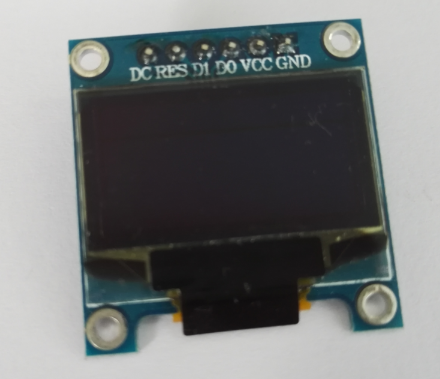 DC RES D1 D0 VCC GND